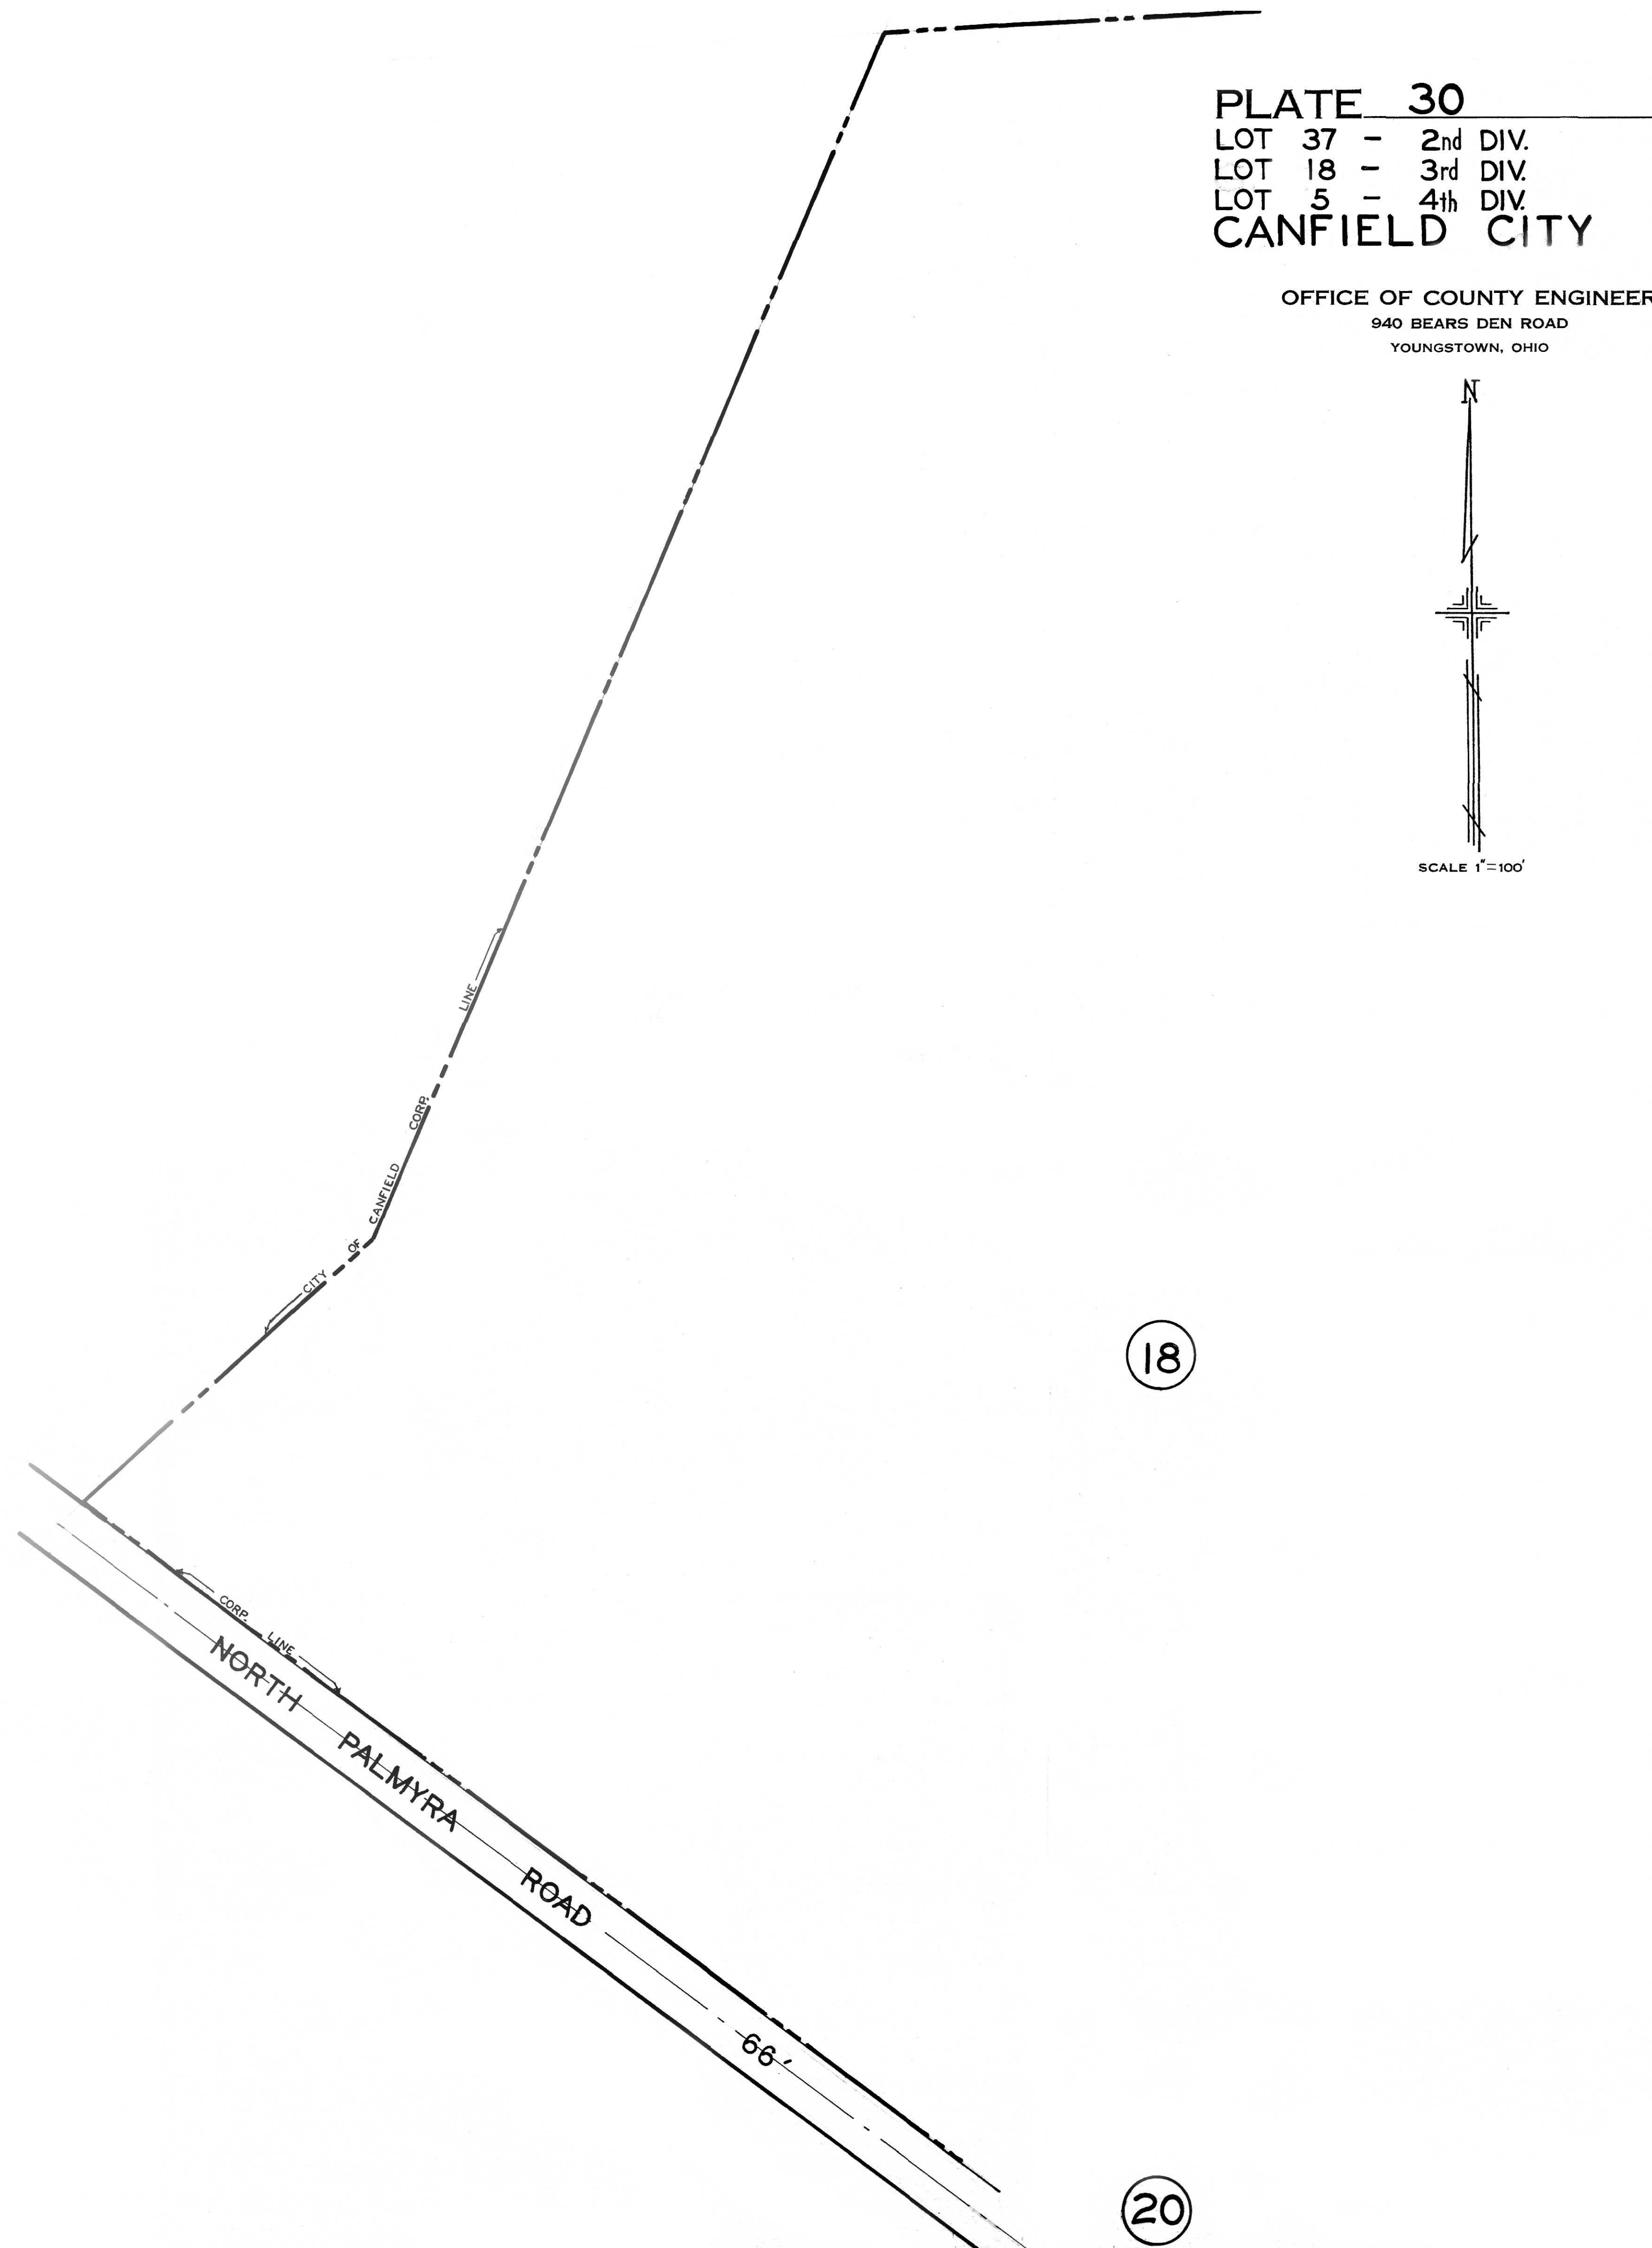 PLATE 30
LOT 37 - 2nd DIV.
LOT 18 - 3rd DIV.
LOT 5 - 4th DIV.
CANFIELD CITY
OFFICE OF COUNTY ENGINEER
940 BEARS DEN ROAD
YOUNGSTOWN, OHIO
N
SCALE 1"=100'
CITY OF CANFIELD CORP. LINE
18
CORP. LINE
NORTH PALMYRA ROAD 66'
20